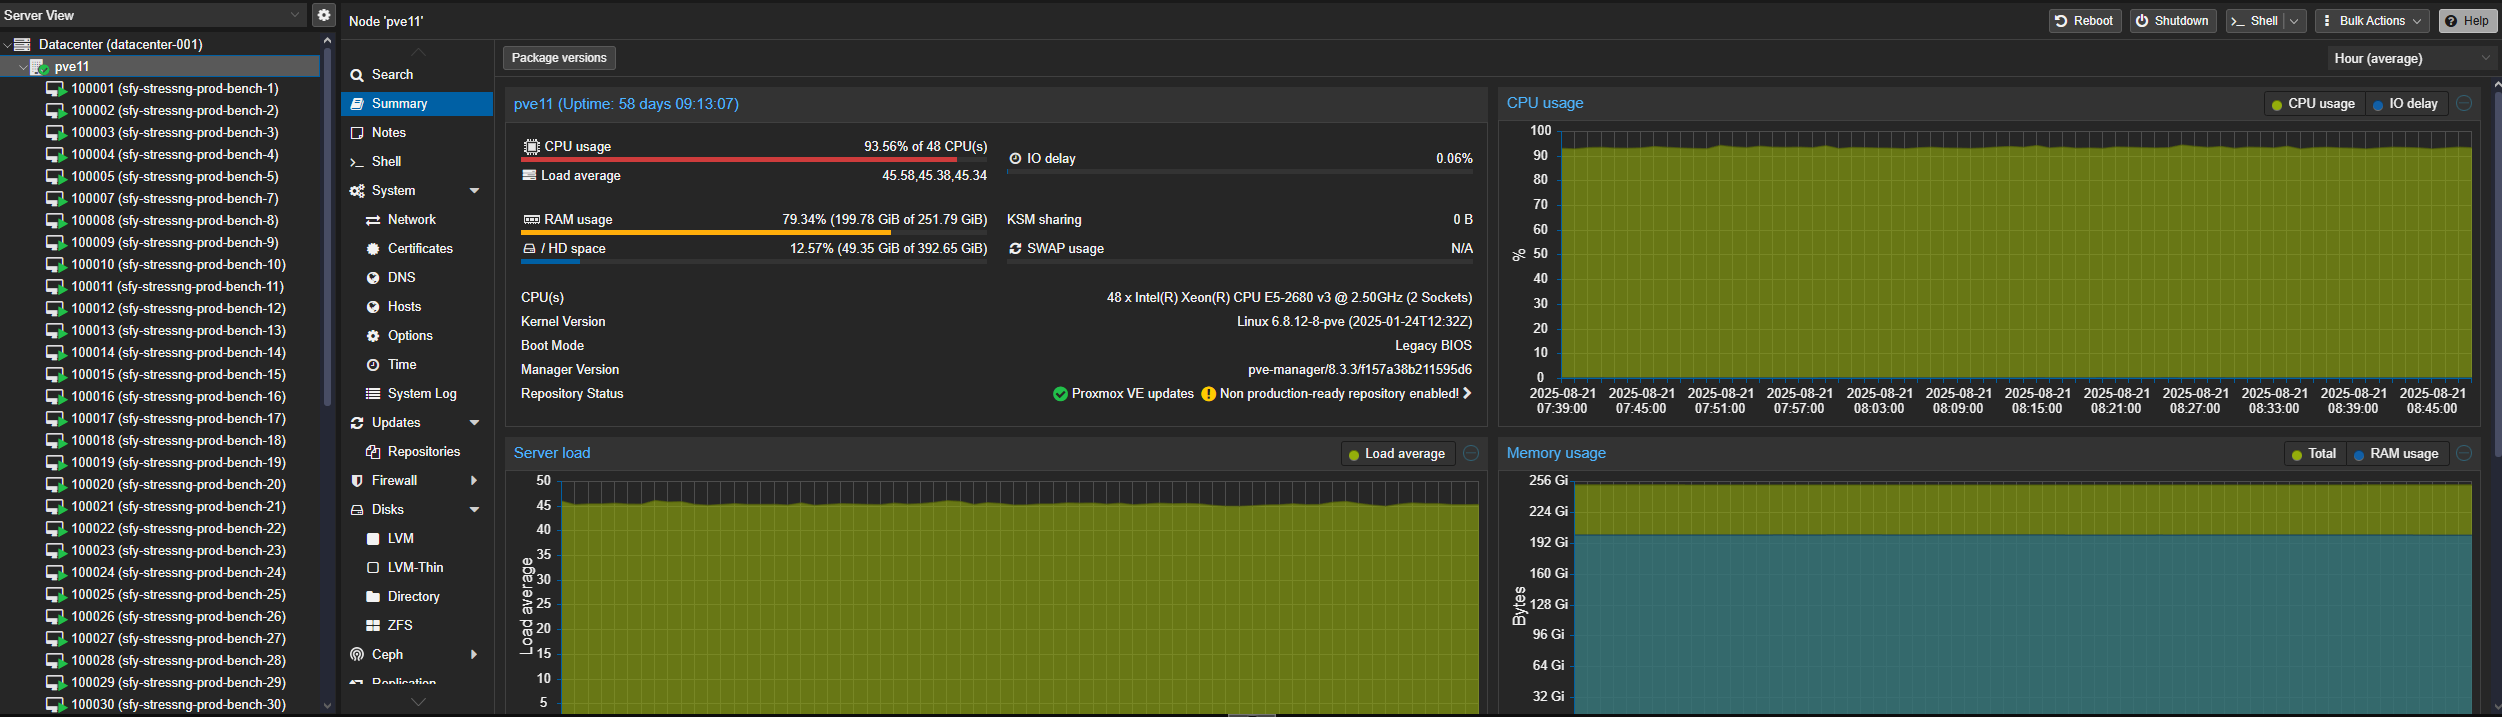 Server View
Datacenter (datacenter-001)
pve11
100001 (sfy-stressng-prod-bench-1)
100002 (sfy-stressng-prod-bench-2)
100003 (sfy-stressng-prod-bench-3)
100004 (sfy-stressng-prod-bench-4)
100005 (sfy-stressng-prod-bench-5)
100007 (sfy-stressng-prod-bench-7)
100008 (sfy-stressng-prod-bench-8)
100009 (sfy-stressng-prod-bench-9)
100010 (sfy-stressng-prod-bench-10)
100011 (sfy-stressng-prod-bench-11)
100012 (sfy-stressng-prod-bench-12)
100013 (sfy-stressng-prod-bench-13)
100014 (sfy-stressng-prod-bench-14)
100015 (sfy-stressng-prod-bench-15)
100016 (sfy-stressng-prod-bench-16)
100017 (sfy-stressng-prod-bench-17)
100018 (sfy-stressng-prod-bench-18)
100019 (sfy-stressng-prod-bench-19)
100020 (sfy-stressng-prod-bench-20)
100021 (sfy-stressng-prod-bench-21)
100022 (sfy-stressng-prod-bench-22)
100023 (sfy-stressng-prod-bench-23)
100024 (sfy-stressng-prod-bench-24)
100025 (sfy-stressng-prod-bench-25)
100026 (sfy-stressng-prod-bench-26)
100027 (sfy-stressng-prod-bench-27)
100028 (sfy-stressng-prod-bench-28)
100029 (sfy-stressng-prod-bench-29)
100030 (sfy-stressng-prod-bench-30)
Node 'pve11'
Reboot
Shutdown
Shell
Bulk Actions
Help
Search
Summary
Notes
Shell
System
Network
Certificates
DNS
Hosts
Options
Time
System Log
Updates
Repositories
Firewall
Disks
LVM
LVM-Thin
Directory
ZFS
Ceph
Replication
Package versions
Hour (average)
pve11 (Uptime: 58 days 09:13:07)
CPU usage 93.56% of 48 CPU(s)
IO delay 0.06%
Load average 45.58,45.38,45.34
RAM usage 79.34% (199.78 GiB of 251.79 GiB)
KSM sharing 0 B
/ HD space 12.57% (49.35 GiB of 392.65 GiB)
SWAP usage N/A
CPU(s) 48 x Intel(R) Xeon(R) CPU E5-2680 v3 @ 2.50GHz (2 Sockets)
Kernel Version Linux 6.8.12-8-pve (2025-01-24T12:32Z)
Boot Mode Legacy BIOS
Manager Version pve-manager/8.3.3/f157a38b211595d6
Repository Status Proxmox VE updates Non production-ready repository enabled!
CPU usage
CPU usage
IO delay
100
90
80
70
60
50
40
30
20
10
0
%
2025-08-21 07:39:00
2025-08-21 07:45:00
2025-08-21 07:51:00
2025-08-21 07:57:00
2025-08-21 08:03:00
2025-08-21 08:09:00
2025-08-21 08:15:00
2025-08-21 08:21:00
2025-08-21 08:27:00
2025-08-21 08:33:00
2025-08-21 08:39:00
2025-08-21 08:45:00
Server load
Load average
50
45
40
35
30
25
20
15
10
5
Load average
Memory usage
Total
RAM usage
256 Gi
224 Gi
192 Gi
160 Gi
128 Gi
96 Gi
64 Gi
32 Gi
Bytes